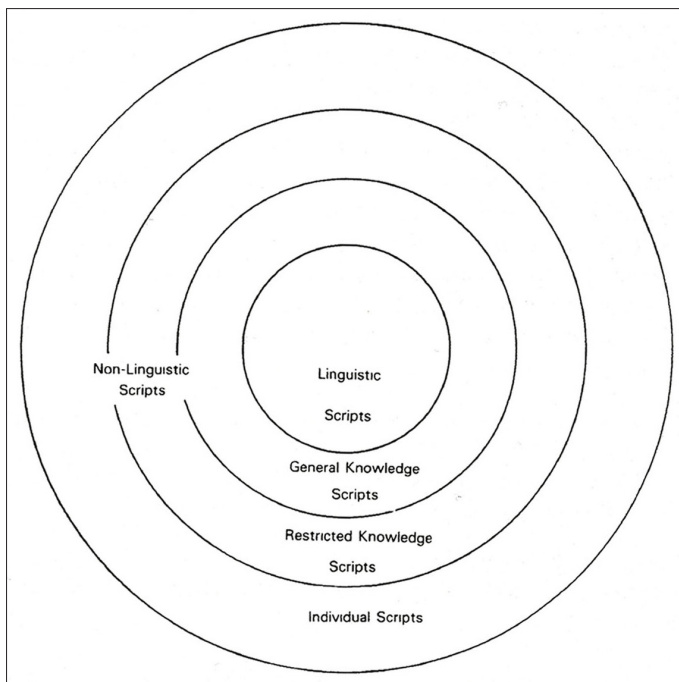 Non-Linguistic
Scripts
Linguistic
Scripts
General Knowledge
Scripts
Restricted Knowledge
Scripts
Individual Scripts